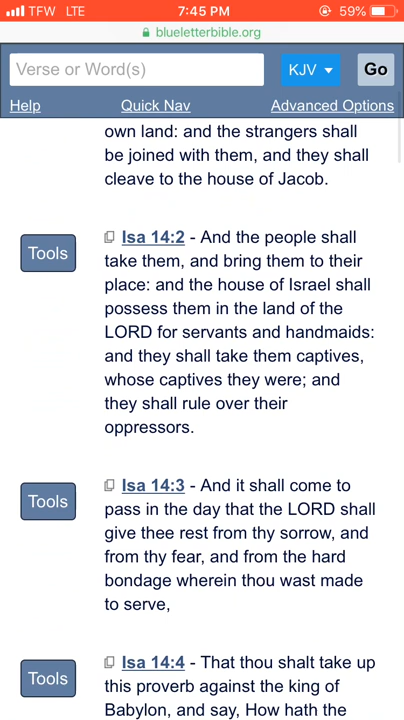 TFW LTE 7:45 PM 59%
blueletterbible.org
Verse or Word(s) KJV Go
Help Quick Nav Advanced Options
own land: and the strangers shall
be joined with them, and they shall
cleave to the house of Jacob.
Tools
Isa 14:2 - And the people shall
take them, and bring them to their
place: and the house of Israel shall
possess them in the land of the
LORD for servants and handmaids:
and they shall take them captives,
whose captives they were; and
they shall rule over their
oppressors.
Tools
Isa 14:3 - And it shall come to
pass in the day that the LORD shall
give thee rest from thy sorrow, and
from thy fear, and from the hard
bondage wherein thou wast made
to serve,
Tools
Isa 14:4 - That thou shalt take up
this proverb against the king of
Babylon, and say, How hath the